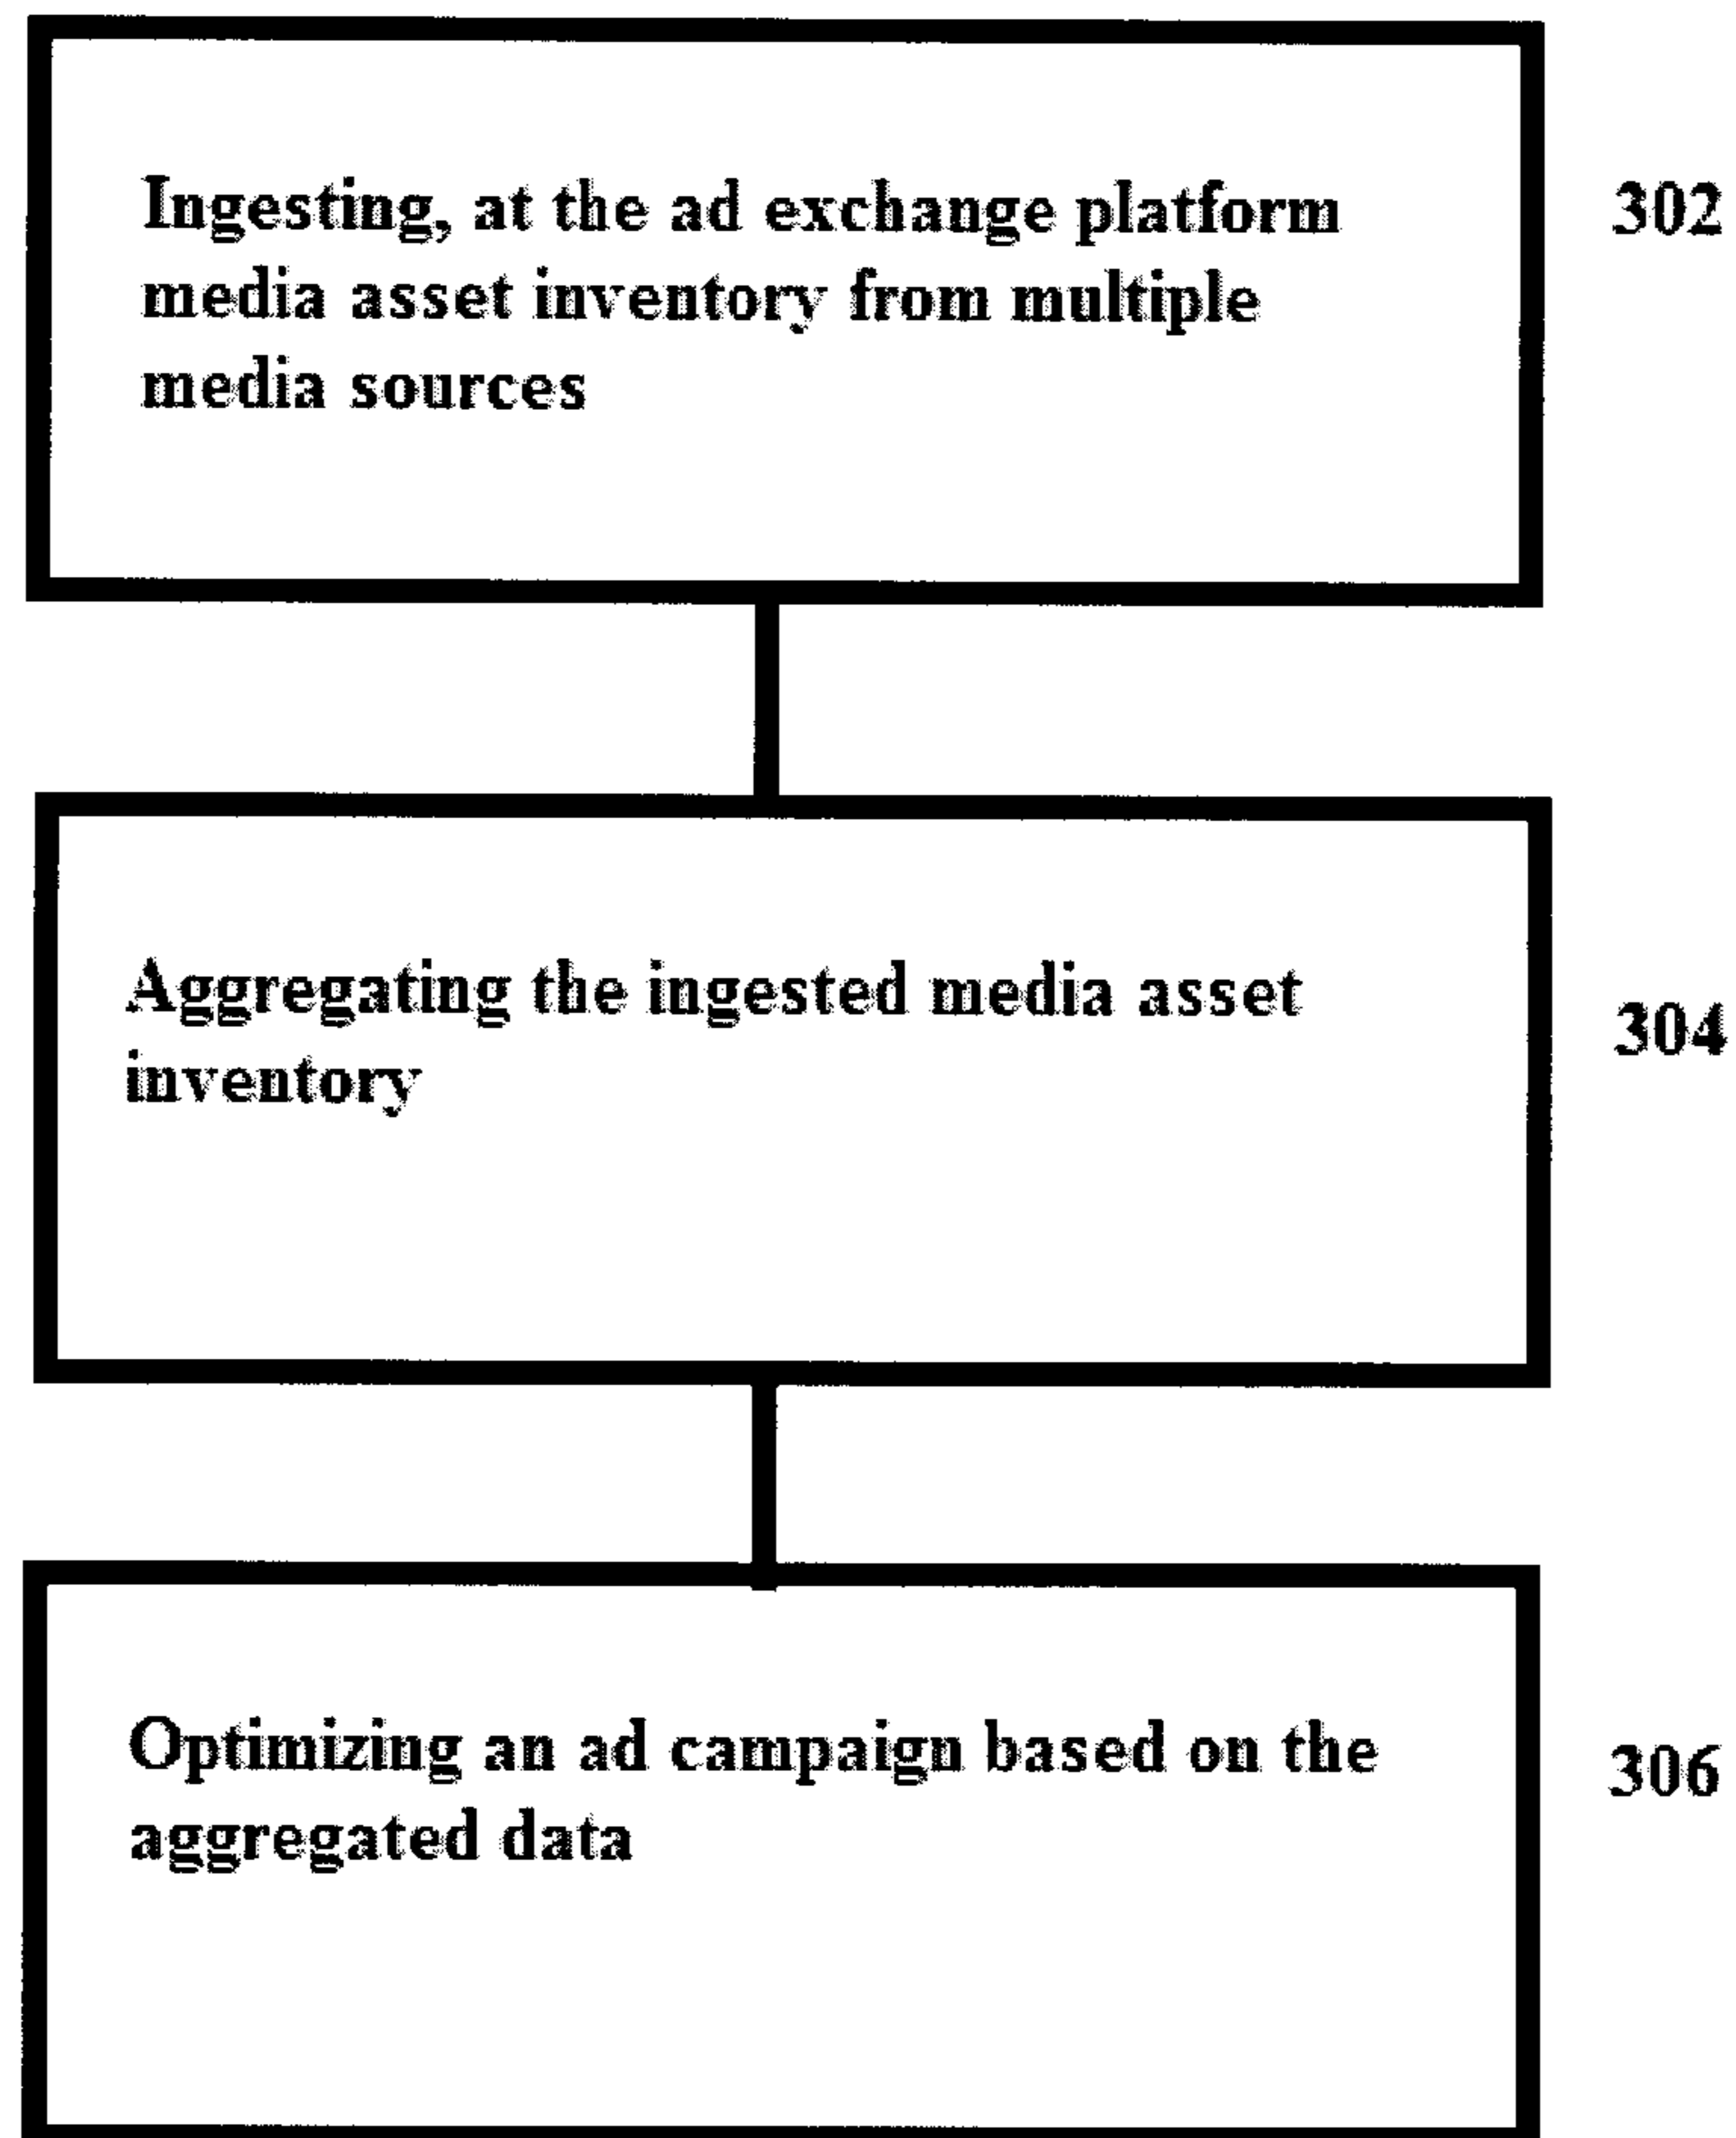 Ingesting, at the ad exchange platform
302
media asset inventory from multiple
media sources
Aggregating the ingested media asset
304
inventory
Optimizing an ad campaign based on the
306
aggregated data